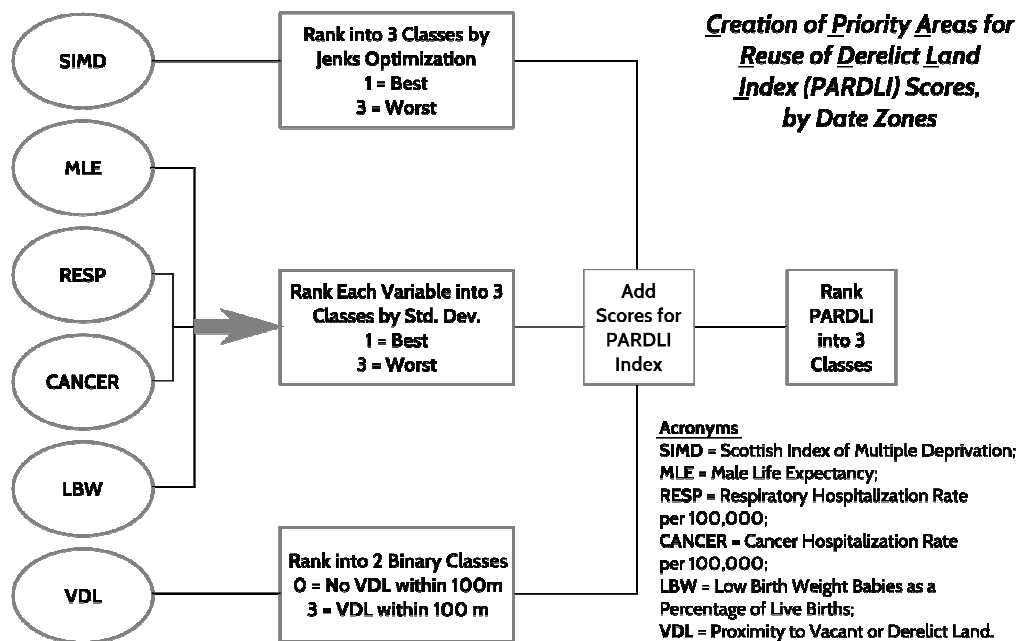 SIMD
Rank into 3 Classes by
Jenks Optimization
1 = Best
3 = Worst
Creation of Priority Areas for
Reuse of Derelict Land
Index (PARDLI) Scores,
by Date Zones
MLE
RESP
CANCER
LBW
Rank Each Variable into 3
Classes by Std. Dev.
1 = Best
3 = Worst
Add
Scores for
PARDLI
Index
Rank
PARDLI
into 3
Classes
VDL
Rank into 2 Binary Classes
0 = No VDL within 100m
3 = VDL within 100 m
Acronyms
SIMD = Scottish Index of Multiple Deprivation;
MLE = Male Life Expectancy;
RESP = Respiratory Hospitalization Rate
per 100,000;
CANCER = Cancer Hospitalization Rate
per 100,000;
LBW = Low Birth Weight Babies as a
Percentage of Live Births;
VDL = Proximity to Vacant or Derelict Land.